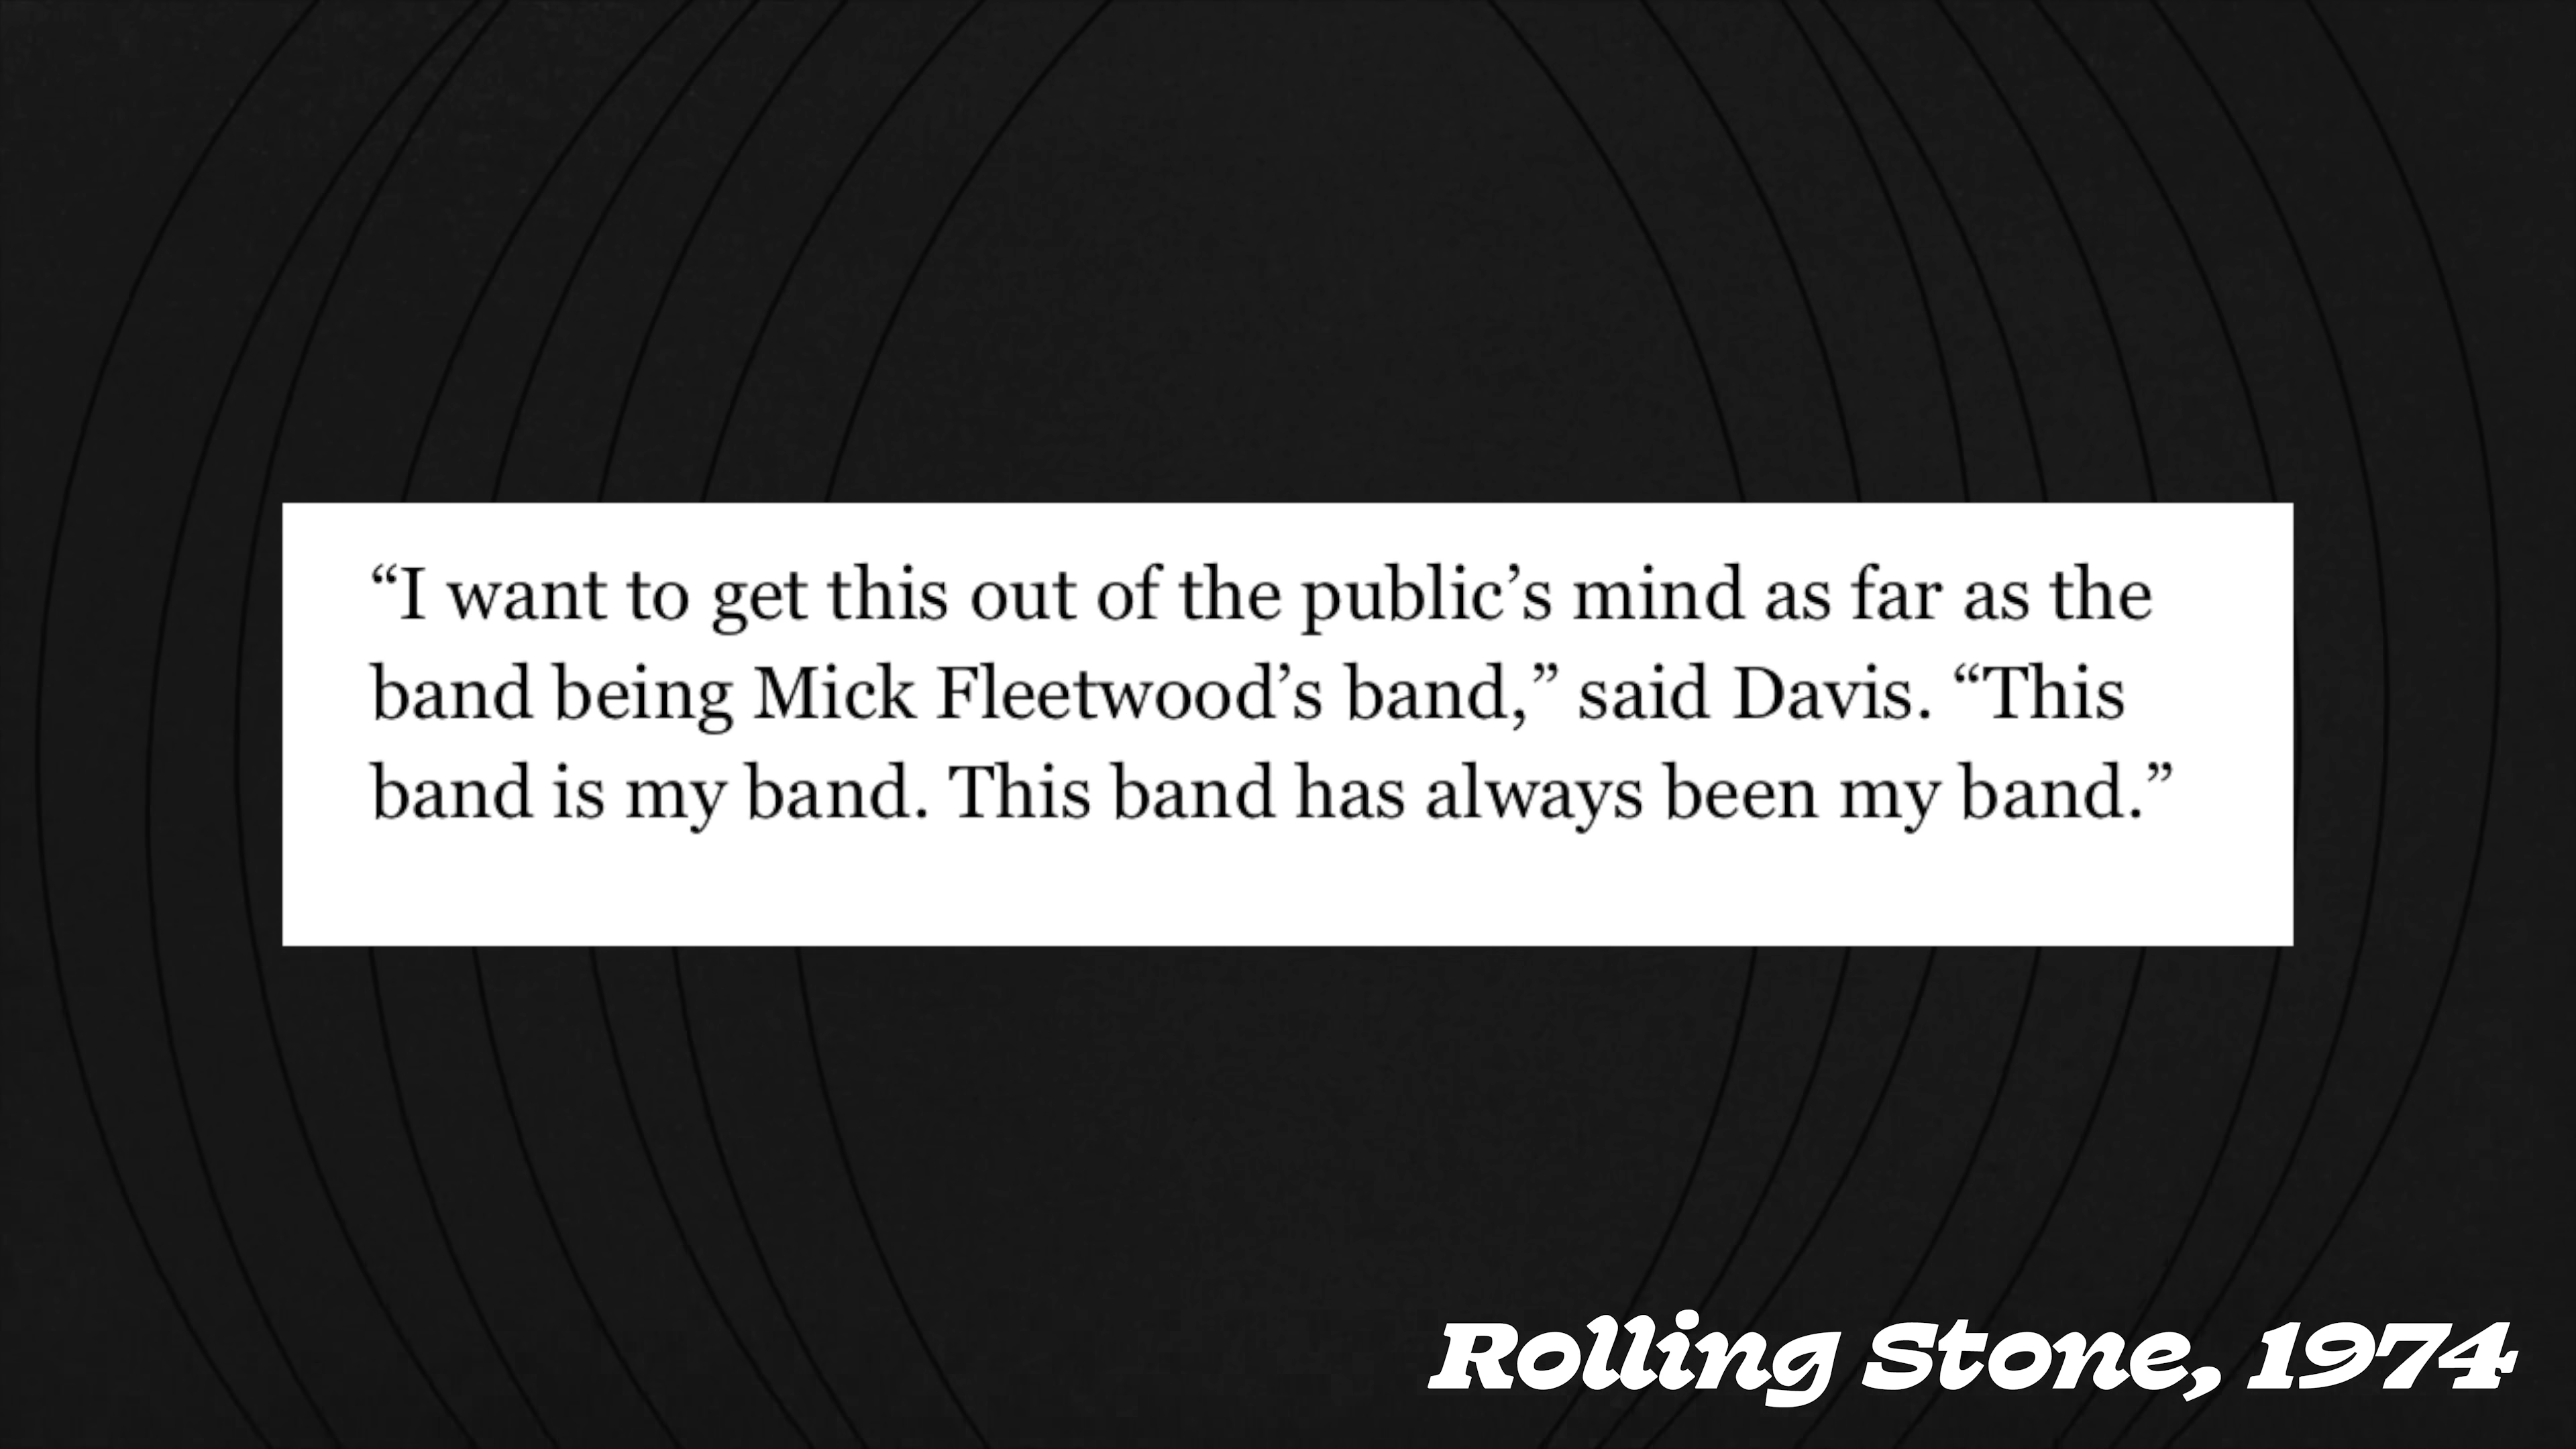 “I want to get this out of the public’s mind as far as the
band being Mick Fleetwood’s band,” said Davis. “This
band is my band. This band has always been my band.”
Rolling Stone, 1974